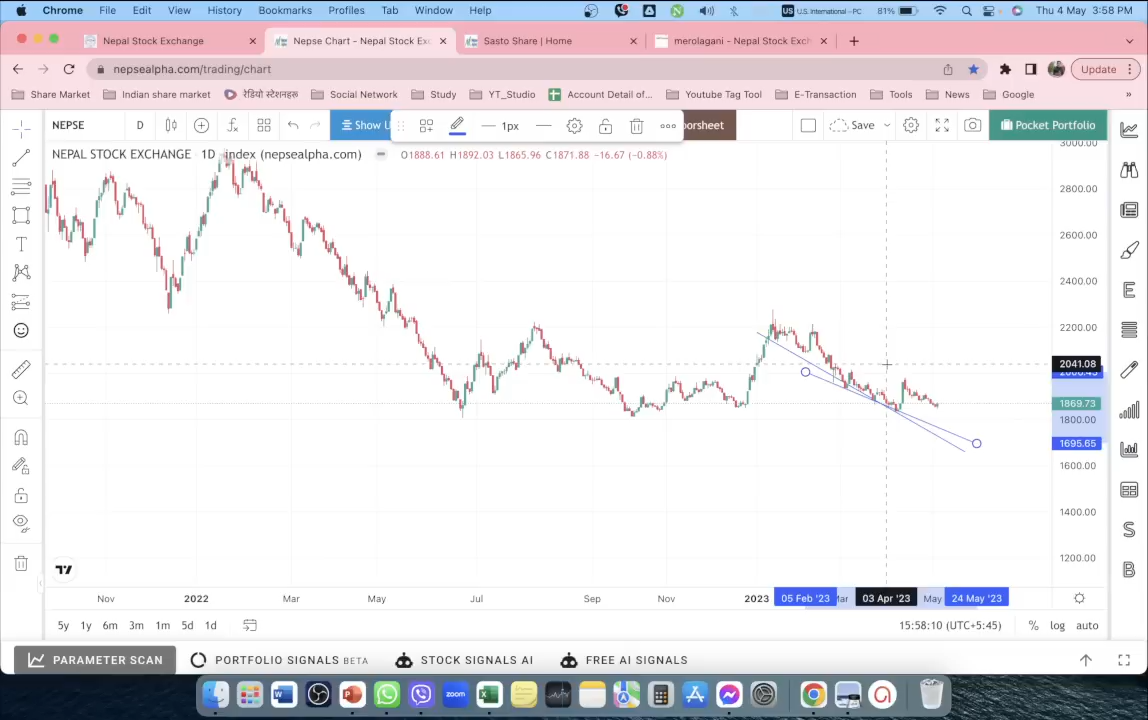 Chrome File Edit View History Bookmarks Profiles Tab Window Help U.S. International – PC 81% Thu 4 May 3:58 PM
Nepal Stock Exchange Nepse Chart - Nepal Stock Exc Sasto Share | Home merolagani - Nepal Stock Exch
nepsealpha.com/trading/chart Update
Share Market Indian share market रेडियो स्टेशनहरू Social Network Study YT_Studio Account Detail of... Youtube Tag Tool E-Transaction Tools News Google »
NEPSE D Show U 1px oorsheet Save Pocket Portfolio
NEPAL STOCK EXCHANGE · 1D · index (nepsealpha.com) O1888.61 H1892.03 L1865.96 C1871.88 −16.67 (−0.88%)
3000.00
2800.00
2600.00
2400.00
2200.00
2041.08
1869.73
1800.00
1695.65
1600.00
1400.00
1200.00
Nov 2022 Mar May Jul Sep Nov 2023 05 Feb '23 Mar 03 Apr '23 May 24 May '23
5y 1y 6m 3m 1m 5d 1d 15:58:10 (UTC+5:45) % log auto
PARAMETER SCAN PORTFOLIO SIGNALS BETA STOCK SIGNALS AI FREE AI SIGNALS
zoom